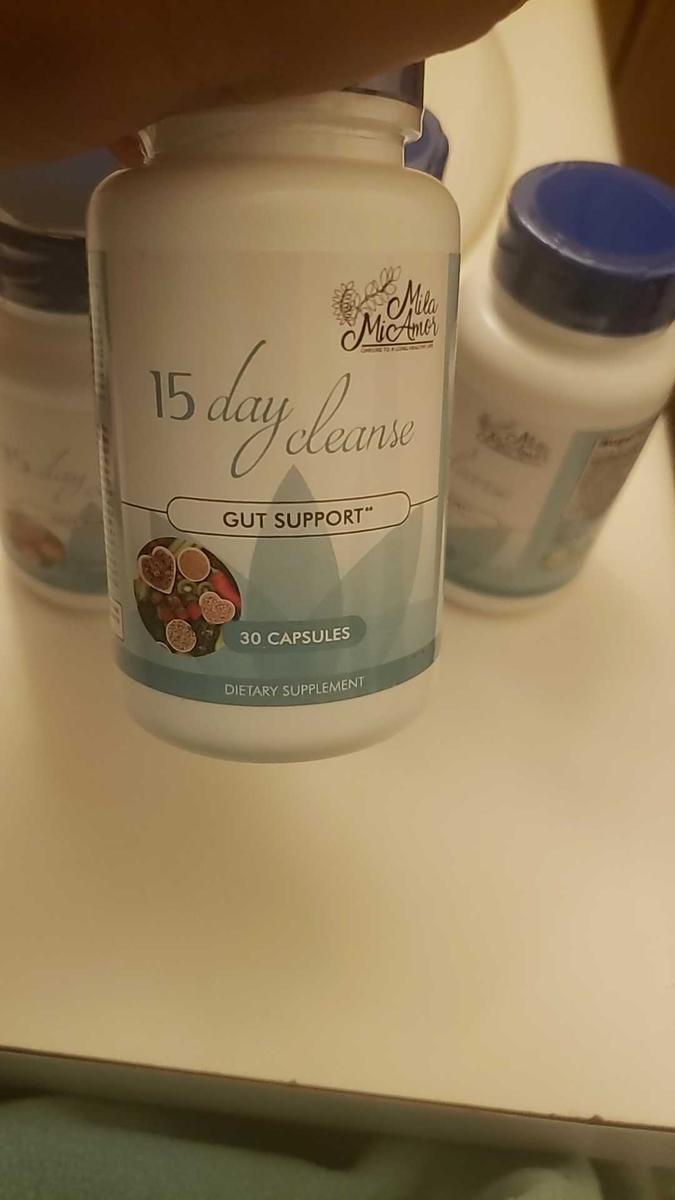 Mila
MiAmor
15 day
cleanse
GUT SUPPORT**
30 CAPSULES
DIETARY SUPPLEMENT